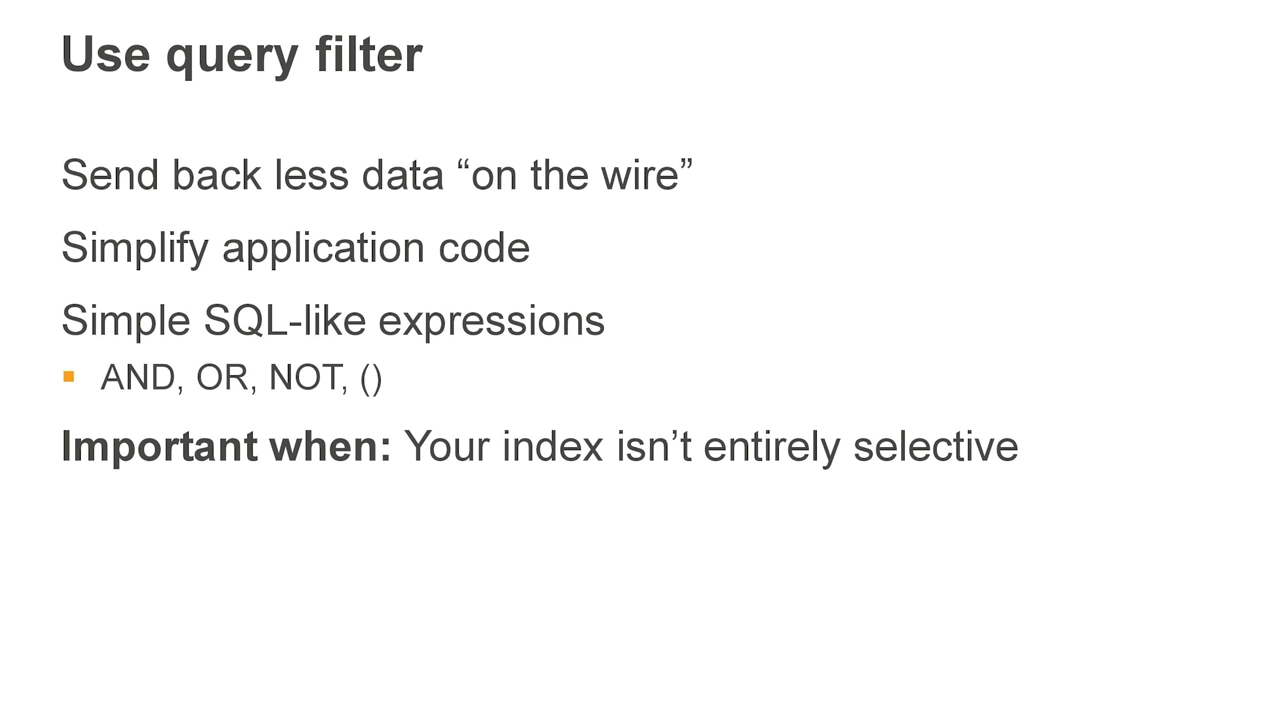 Use query filter
Send back less data “on the wire”
Simplify application code
Simple SQL-like expressions
▪ AND, OR, NOT, ()
Important when: Your index isn’t entirely selective